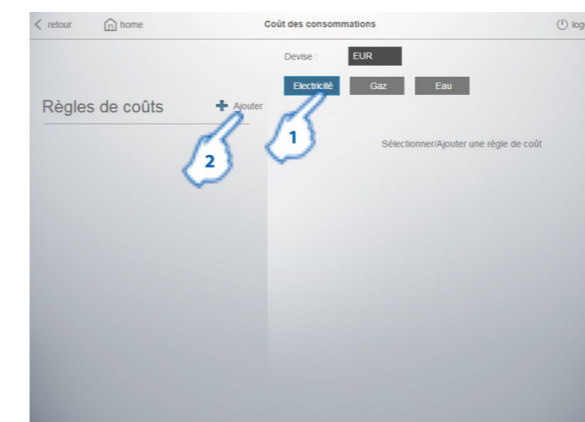 retour home Coût des consommations
Devise : EUR
Electricité Gaz Eau
Règles de coûts Ajouter
1
Sélectionner/Ajouter une règle de coût
2